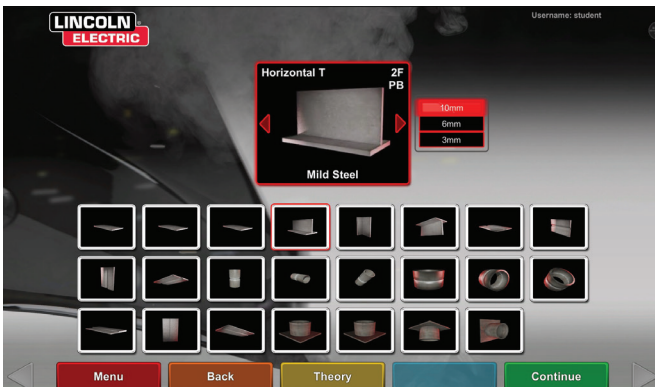 LINCOLN
ELECTRIC
Username: student
Horizontal T 2F
PB
10mm
6mm
3mm
Mild Steel
Menu
Back
Theory
Continue